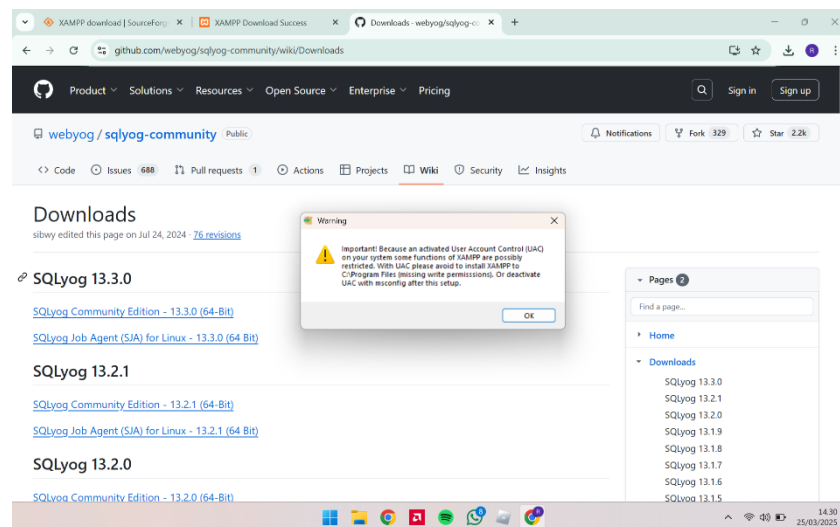 XAMPP download | SourceForg
XAMPP Download Success
Downloads · webyog/sqlyog-co
github.com/webyog/sqlyog-community/wiki/Downloads
R
Product Solutions Resources Open Source Enterprise Pricing
Sign in Sign up
webyog / sqlyog-community Public
Notifications Fork 329 Star 2.2k
Code Issues 688 Pull requests 1 Actions Projects Wiki Security Insights
Downloads
sibwy edited this page on Jul 24, 2024 · 76 revisions
Warning
Important! Because an activated User Account Control (UAC)
on your system some functions of XAMPP are possibly
restricted. With UAC please avoid to install XAMPP to
C:\Program Files (missing write permisssions). Or deactivate
UAC with msconfig after this setup.
OK
SQLyog 13.3.0
SQLyog Community Edition - 13.3.0 (64-Bit)
SQLyog Job Agent (SJA) for Linux - 13.3.0 (64 Bit)
SQLyog 13.2.1
SQLyog Community Edition - 13.2.1 (64-Bit)
SQLyog Job Agent (SJA) for Linux - 13.2.1 (64 Bit)
SQLyog 13.2.0
SQLyog Community Edition - 13.2.0 (64-Bit)
Pages 2
Find a page...
Home
Downloads
SQLyog 13.3.0
SQLyog 13.2.1
SQLyog 13.2.0
SQLyog 13.1.9
SQLyog 13.1.8
SQLyog 13.1.7
SQLyog 13.1.6
SQLyog 13.1.5
8
14.30
25/03/2025